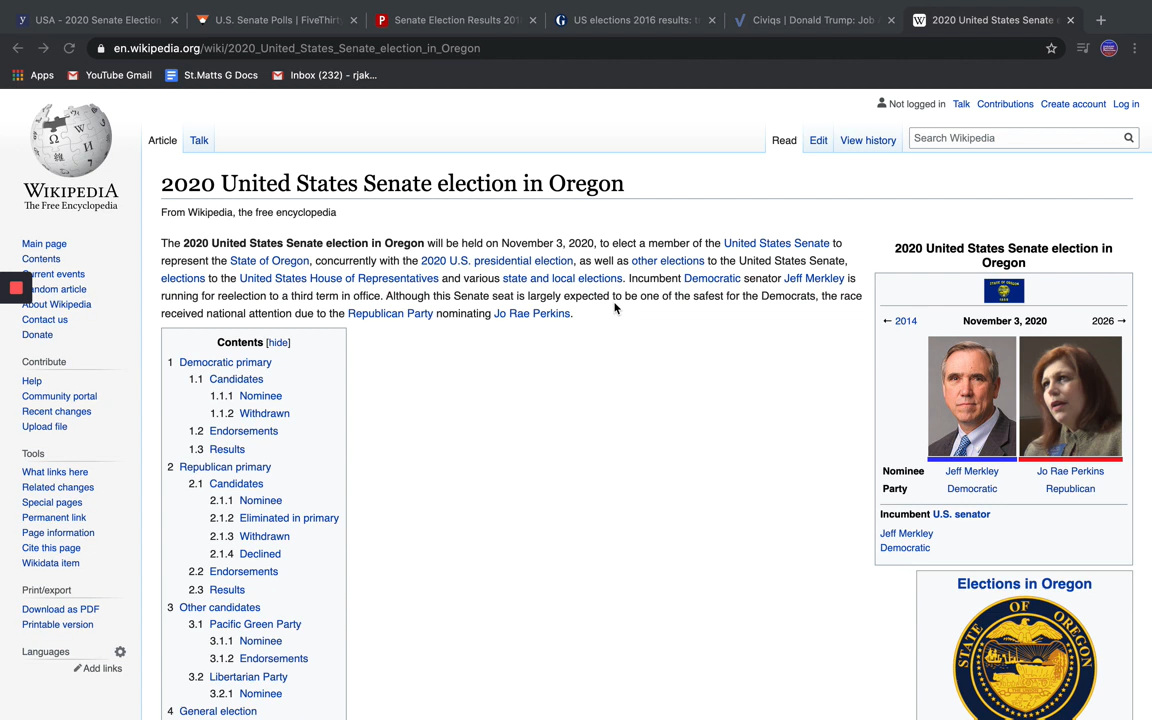 USA - 2020 Senate Election
U.S. Senate Polls | FiveThirty
Senate Election Results 201
US elections 2016 results: t
Civiqs | Donald Trump: Job A
2020 United States Senate e
en.wikipedia.org/wiki/2020_United_States_Senate_election_in_Oregon
Apps YouTube Gmail St.Matts G Docs Inbox (232) - rjak...
Not logged in Talk Contributions Create account Log in
Article Talk Read Edit View history Search Wikipedia
WIKIPEDIA
The Free Encyclopedia
Main page
Contents
Current events
Random article
About Wikipedia
Contact us
Donate
Contribute
Help
Community portal
Recent changes
Upload file
Tools
What links here
Related changes
Special pages
Permanent link
Page information
Cite this page
Wikidata item
Print/export
Download as PDF
Printable version
Languages
Add links
2020 United States Senate election in Oregon
From Wikipedia, the free encyclopedia
The 2020 United States Senate election in Oregon will be held on November 3, 2020, to elect a member of the United States Senate to
represent the State of Oregon, concurrently with the 2020 U.S. presidential election, as well as other elections to the United States Senate,
elections to the United States House of Representatives and various state and local elections. Incumbent Democratic senator Jeff Merkley is
running for reelection to a third term in office. Although this Senate seat is largely expected to be one of the safest for the Democrats, the race
received national attention due to the Republican Party nominating Jo Rae Perkins.
Contents [hide]
1 Democratic primary
1.1 Candidates
1.1.1 Nominee
1.1.2 Withdrawn
1.2 Endorsements
1.3 Results
2 Republican primary
2.1 Candidates
2.1.1 Nominee
2.1.2 Eliminated in primary
2.1.3 Withdrawn
2.1.4 Declined
2.2 Endorsements
2.3 Results
3 Other candidates
3.1 Pacific Green Party
3.1.1 Nominee
3.1.2 Endorsements
3.2 Libertarian Party
3.2.1 Nominee
4 General election
2020 United States Senate election in
Oregon
STATE OF OREGON
← 2014 November 3, 2020 2026 →
Nominee Jeff Merkley Jo Rae Perkins
Party Democratic Republican
Incumbent U.S. senator
Jeff Merkley
Democratic
Elections in Oregon
STATE OF OREGON